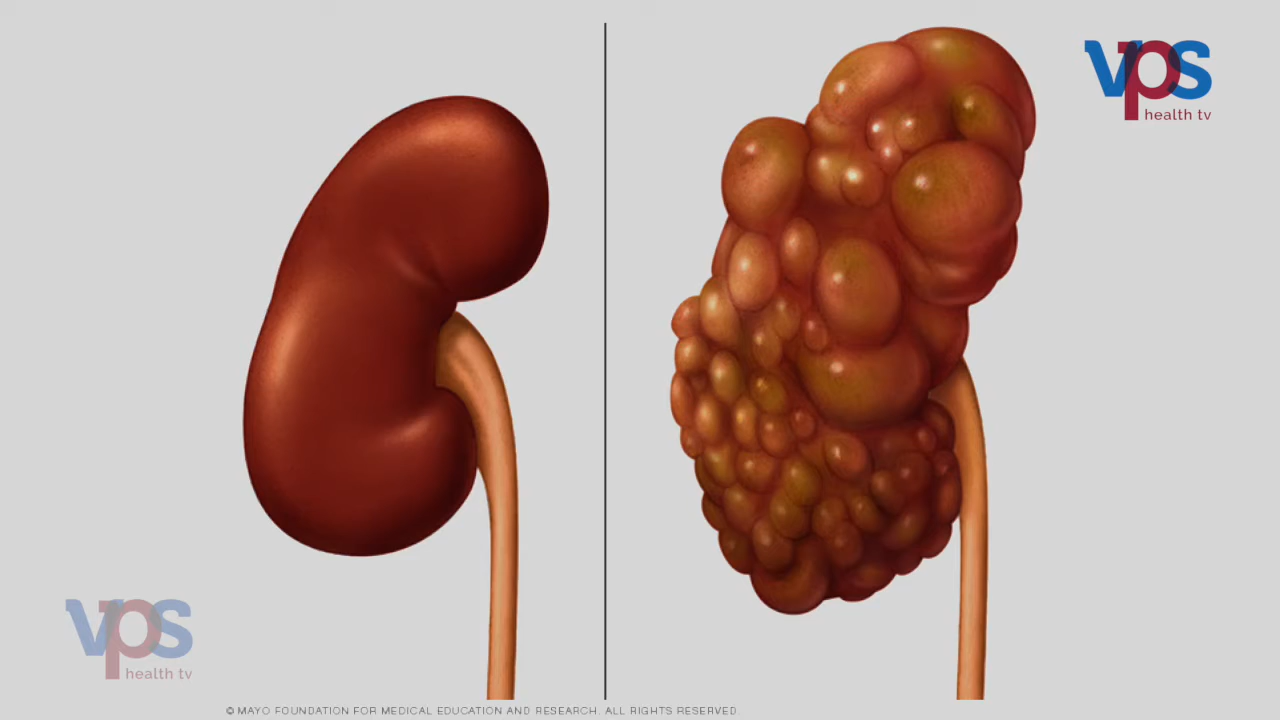 vps
health tv
vps
health tv
© MAYO FOUNDATION FOR MEDICAL EDUCATION AND RESEARCH. ALL RIGHTS RESERVED.